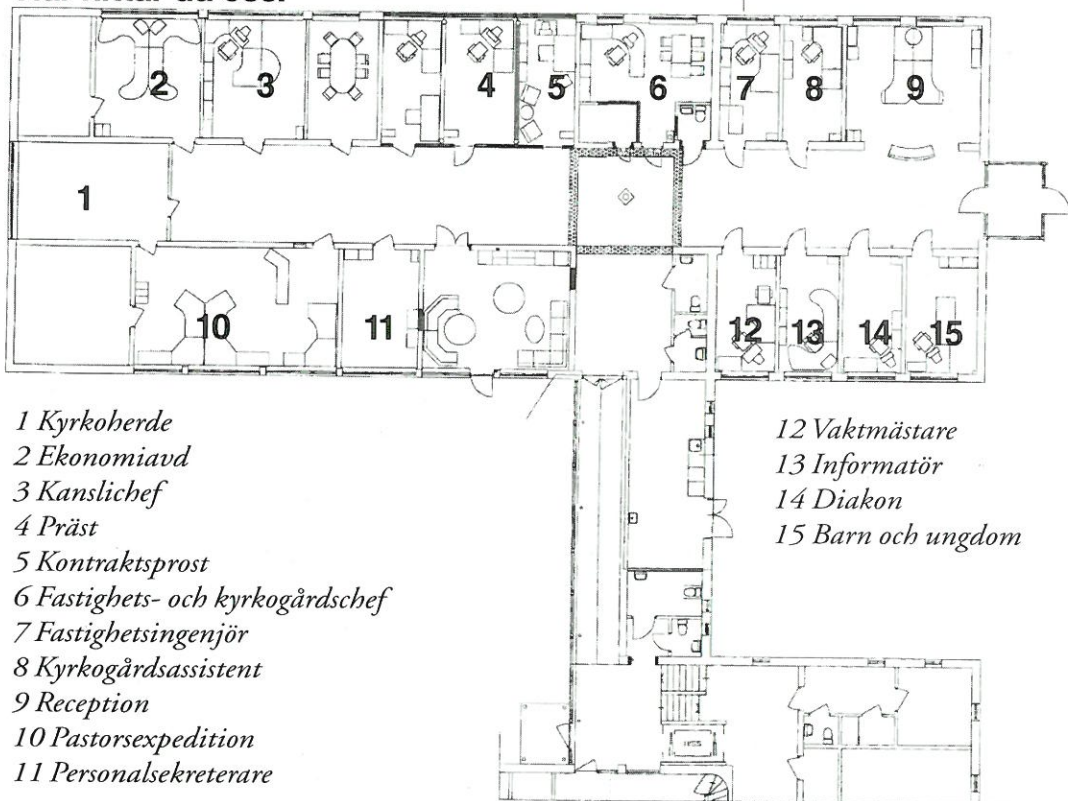 2
3
4
5
6
7
8
9
1
10
11
12
13
14
15
1 Kyrkoherde
2 Ekonomiavd
3 Kanslichef
4 Präst
5 Kontraktsprost
6 Fastighets- och kyrkogårdschef
7 Fastighetsingenjör
8 Kyrkogårdsassistent
9 Reception
10 Pastorsexpedition
11 Personalsekreterare
12 Vaktmästare
13 Informatör
14 Diakon
15 Barn och ungdom
HISS